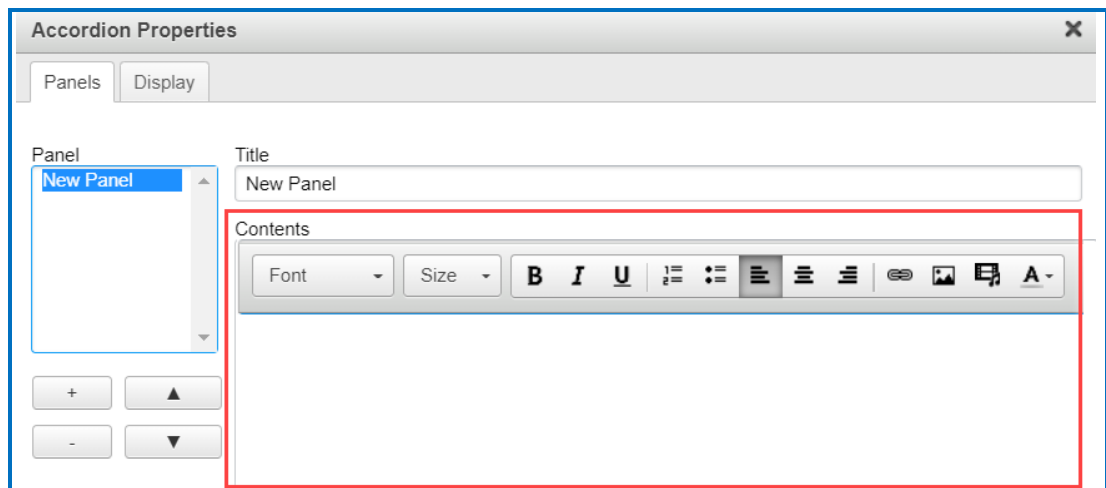 Accordion Properties
Panels Display
Panel Title
New Panel New Panel
Contents
Font Size B I U A
+
-